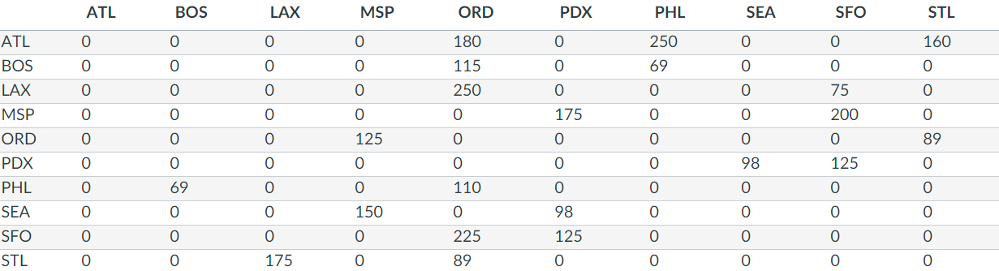 ATL BOS LAX MSP ORD PDX PHL SEA SFO STL
ATL 0 0 0 0 180 0 250 0 0 160
BOS 0 0 0 0 115 0 69 0 0 0
LAX 0 0 0 0 250 0 0 0 75 0
MSP 0 0 0 0 0 175 0 0 200 0
ORD 0 0 0 125 0 0 0 0 0 89
PDX 0 0 0 0 0 0 0 98 125 0
PHL 0 69 0 0 110 0 0 0 0 0
SEA 0 0 0 150 0 98 0 0 0 0
SFO 0 0 0 0 225 125 0 0 0 0
STL 0 0 175 0 89 0 0 0 0 0